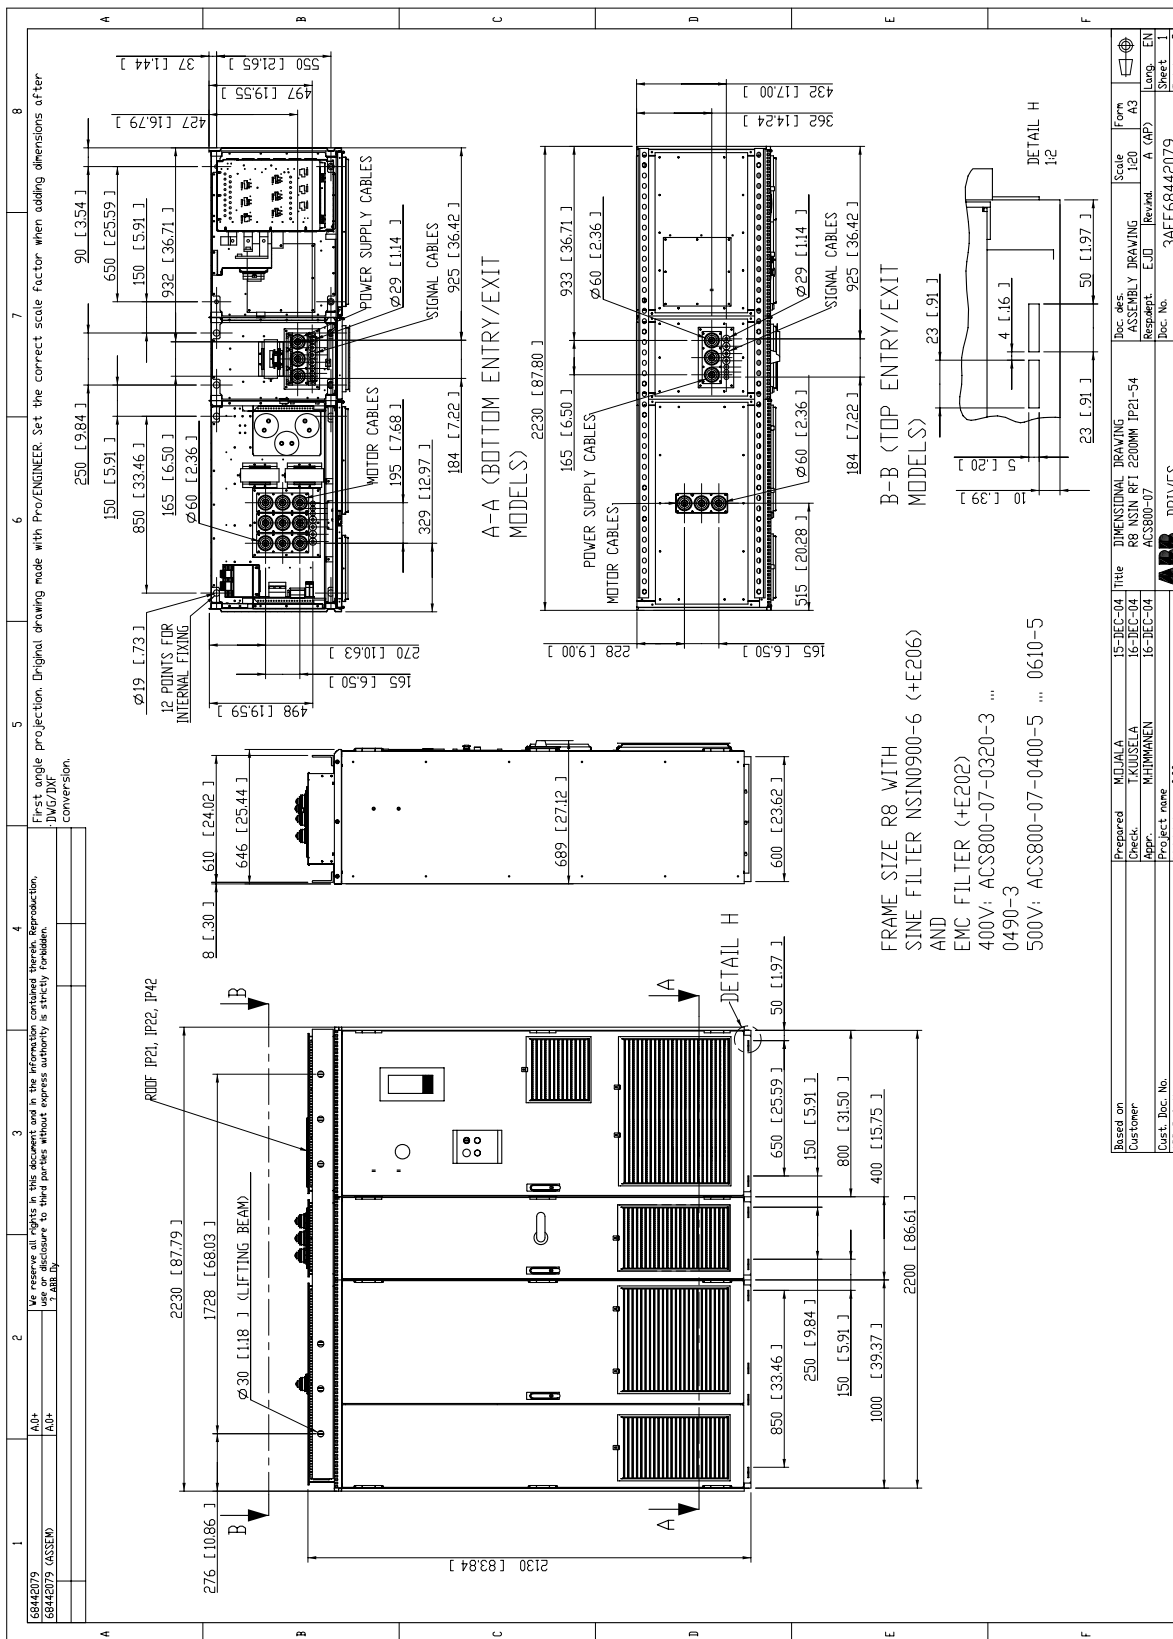 1
2
3
4
5
6
7
8
68442079
A.0+
68442079 (ASSEM)
A.0+
We reserve all rights in this document and in the information contained therein. Reproduction,
use or disclosure to third parties without express authority is strictly forbidden.
? ABB Oy
First angle projection. Original drawing made with Pro/ENGINEER. Set the correct scale factor when adding dimensions after
DWG/DXF
conversion.
A
B
C
D
E
F
A
B
C
D
E
F
276 [10.86 ]
2230 [ 87.79 ]
1728 [ 68.03 ]
Ø30 [1.18 ] (LIFTING BEAM)
ROOF IP21, IP22, IP42
B
B
A
A
2130 [ 83.84 ]
DETAIL H
50 [1.97 ]
650 [ 25.59 ]
150 [ 5.91 ]
800 [ 31.50 ]
400 [ 15.75 ]
850 [ 33.46 ]
250 [ 9.84 ]
150 [ 5.91 ]
1000 [ 39.37 ]
2200 [ 86.61 ]
8 [ .30 ]
610 [ 24.02 ]
646 [ 25.44 ]
689 [ 27.12 ]
600 [ 23.62 ]
Ø19 [ .73 ]
12 POINTS FOR
INTERNAL FIXING
498 [19.59 ]
165 [ 6.50 ]
270 [10.63 ]
250 [ 9.84 ]
150 [ 5.91 ]
850 [ 33.46 ]
165 [ 6.50 ]
Ø60 [ 2.36 ]
90 [ 3.54 ]
650 [ 25.59 ]
150 [ 5.91 ]
932 [ 36.71 ]
37 [1.44 ]
550 [21.65 ]
497 [19.55 ]
427 [16.79 ]
POWER SUPPLY CABLES
Ø29 [ 1.14 ]
SIGNAL CABLES
925 [ 36.42 ]
MOTOR CABLES
195 [ 7.68 ]
329 [12.97 ]
184 [ 7.22 ]
A-A (BOTTOM ENTRY/EXIT
MODELS)
2230 [ 87.80 ]
165 [ 6.50 ]
933 [ 36.71 ]
Ø60 [ 2.36 ]
POWER SUPPLY CABLES
MOTOR CABLES
228 [ 9.00 ]
165 [ 6.50 ]
515 [20.28 ]
Ø60 [ 2.36 ]
184 [ 7.22 ]
Ø29 [ 1.14 ]
SIGNAL CABLES
925 [ 36.42 ]
432 [17.00 ]
362 [14.24 ]
B-B (TOP ENTRY/EXIT
MODELS)
23 [ .91 ]
4 [ .16 ]
50 [ 1.97 ]
23 [ .91 ]
5 [ .20 ]
10 [ .39 ]
DETAIL H
1:2
FRAME SIZE R8 WITH
SINE FILTER NSIN0900-6 (+E206)
AND
EMC FILTER (+E202)
400V: ACS800-07-0320-3 ...
0490-3
500V: ACS800-07-0400-5 ... 0610-5
Based on
Customer
Cust. Doc. No.
Prepared
M.OJALA
15-DEC-04
Check.
T.KUUSELA
16-DEC-04
Appr.
M.HIMMANEN
16-DEC-04
Project name
Title
DIMENSIONAL DRAWING
R8 NSIN RFI 2200MM IP21-54
ACS800-07
ABB
DRIVES
Doc. des.
ASSEMBLY DRAWING
Resp.dept.
EJO
Rev.ind.
A (AP)
Doc. No.
3AFE68442079
Scale
1:20
Form
A3
Lang.
EN
Sheet
1